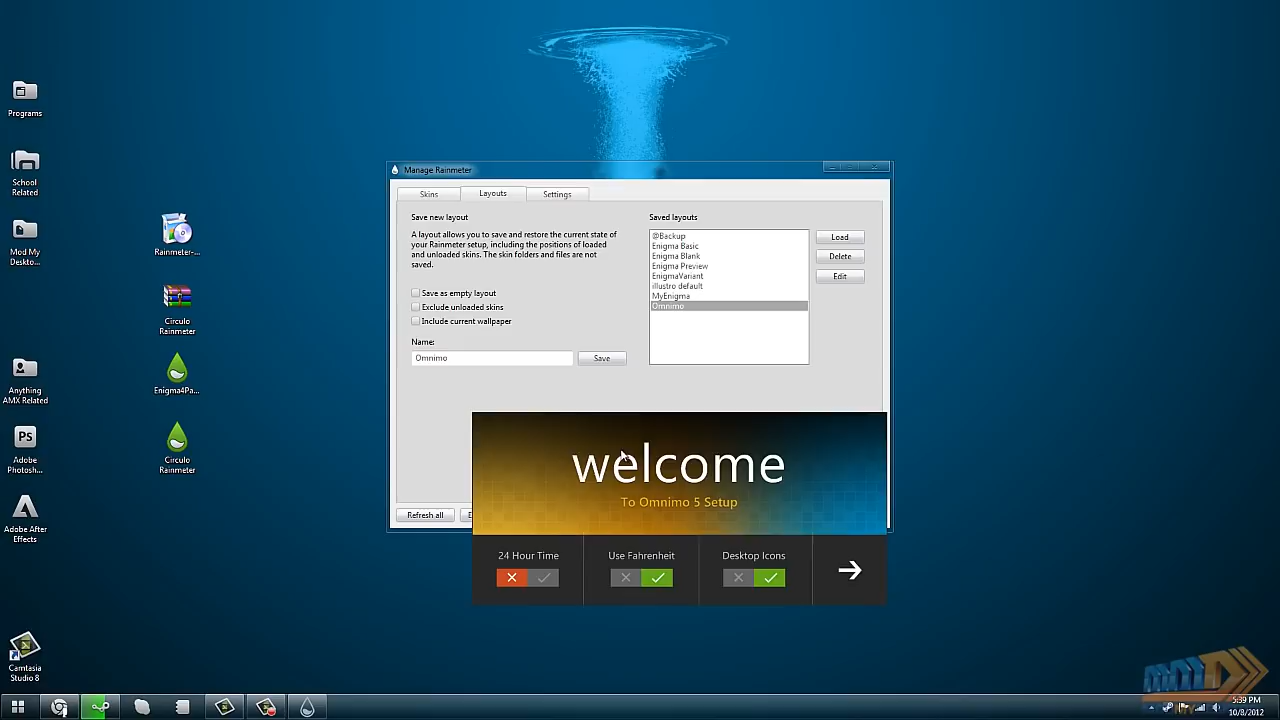 Programs
School
Related
Mod My
Deskto...
Anything
AMX Related
Ps
Adobe
Photosh...
Adobe After
Effects
Camtasia
Studio 8
Rainmeter-...
Circulo
Rainmeter
Enigma4Pa...
Circulo
Rainmeter
Manage Rainmeter
Skins
Layouts
Settings
Save new layout
A layout allows you to save and restore the current state of
your Rainmeter setup, including the positions of loaded
and unloaded skins. The skin folders and files are not
saved.
Save as empty layout
Exclude unloaded skins
Include current wallpaper
Name:
Omnimo
Save
Saved layouts
@Backup
Enigma Basic
Enigma Blank
Enigma Preview
EnigmaVariant
illustro default
MyEnigma
Omnimo
Load
Delete
Edit
Refresh all
E
welcome
To Omnimo 5 Setup
24 Hour Time
Use Fahrenheit
Desktop Icons
5:39 PM
10/8/2012